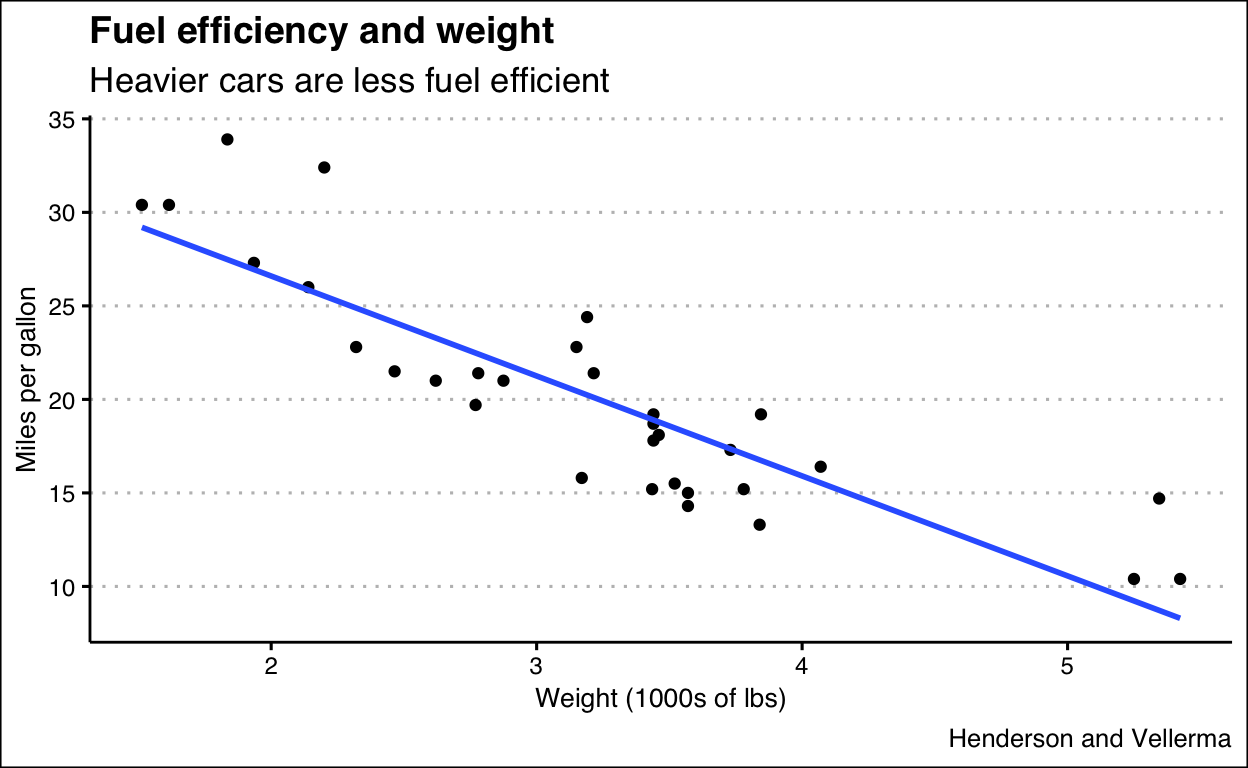 Fuel efficiency and weight
Heavier cars are less fuel efficient
35
30
25
20
15
10
Miles per gallon
2 3 4 5
Weight (1000s of lbs)
Henderson and Vellerma